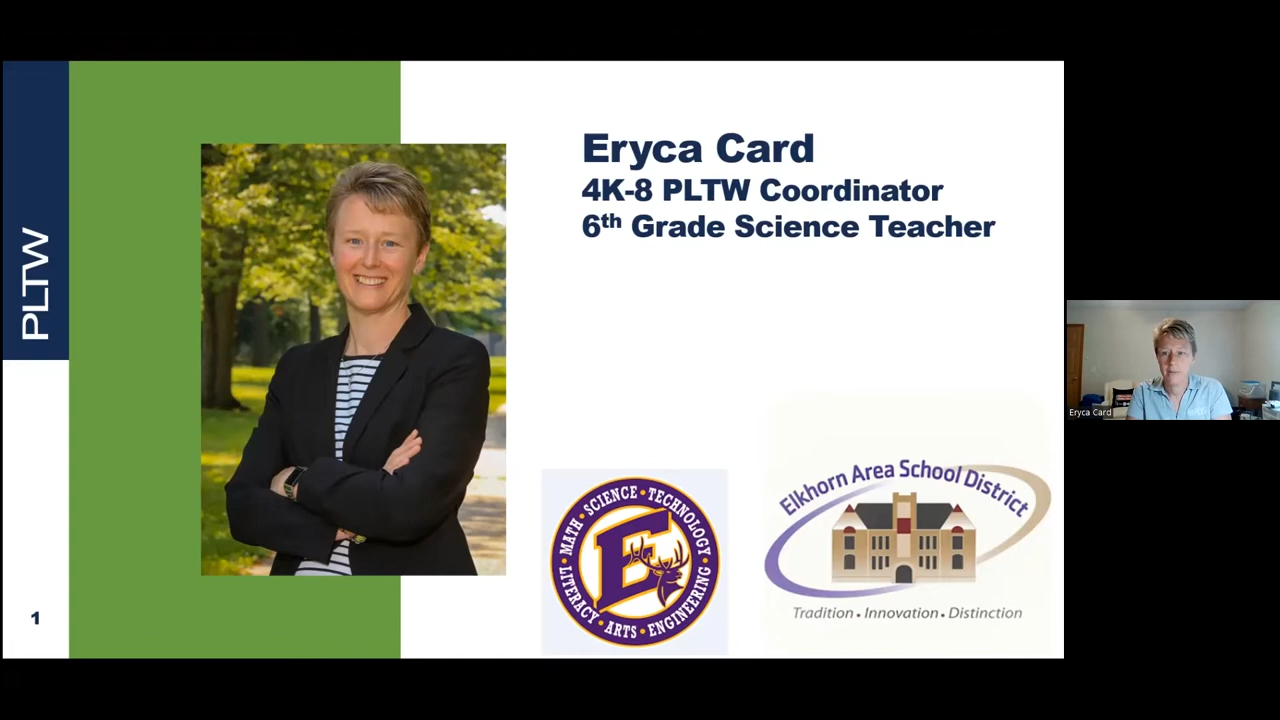 Eryca Card
4K-8 PLTW Coordinator
6th Grade Science Teacher
PLTW
Eryca Card
Elkhorn Area School District
MATH • SCIENCE • TECHNOLOGY
E
LITERACY • ARTS • ENGINEERING
Tradition • Innovation • Distinction
1